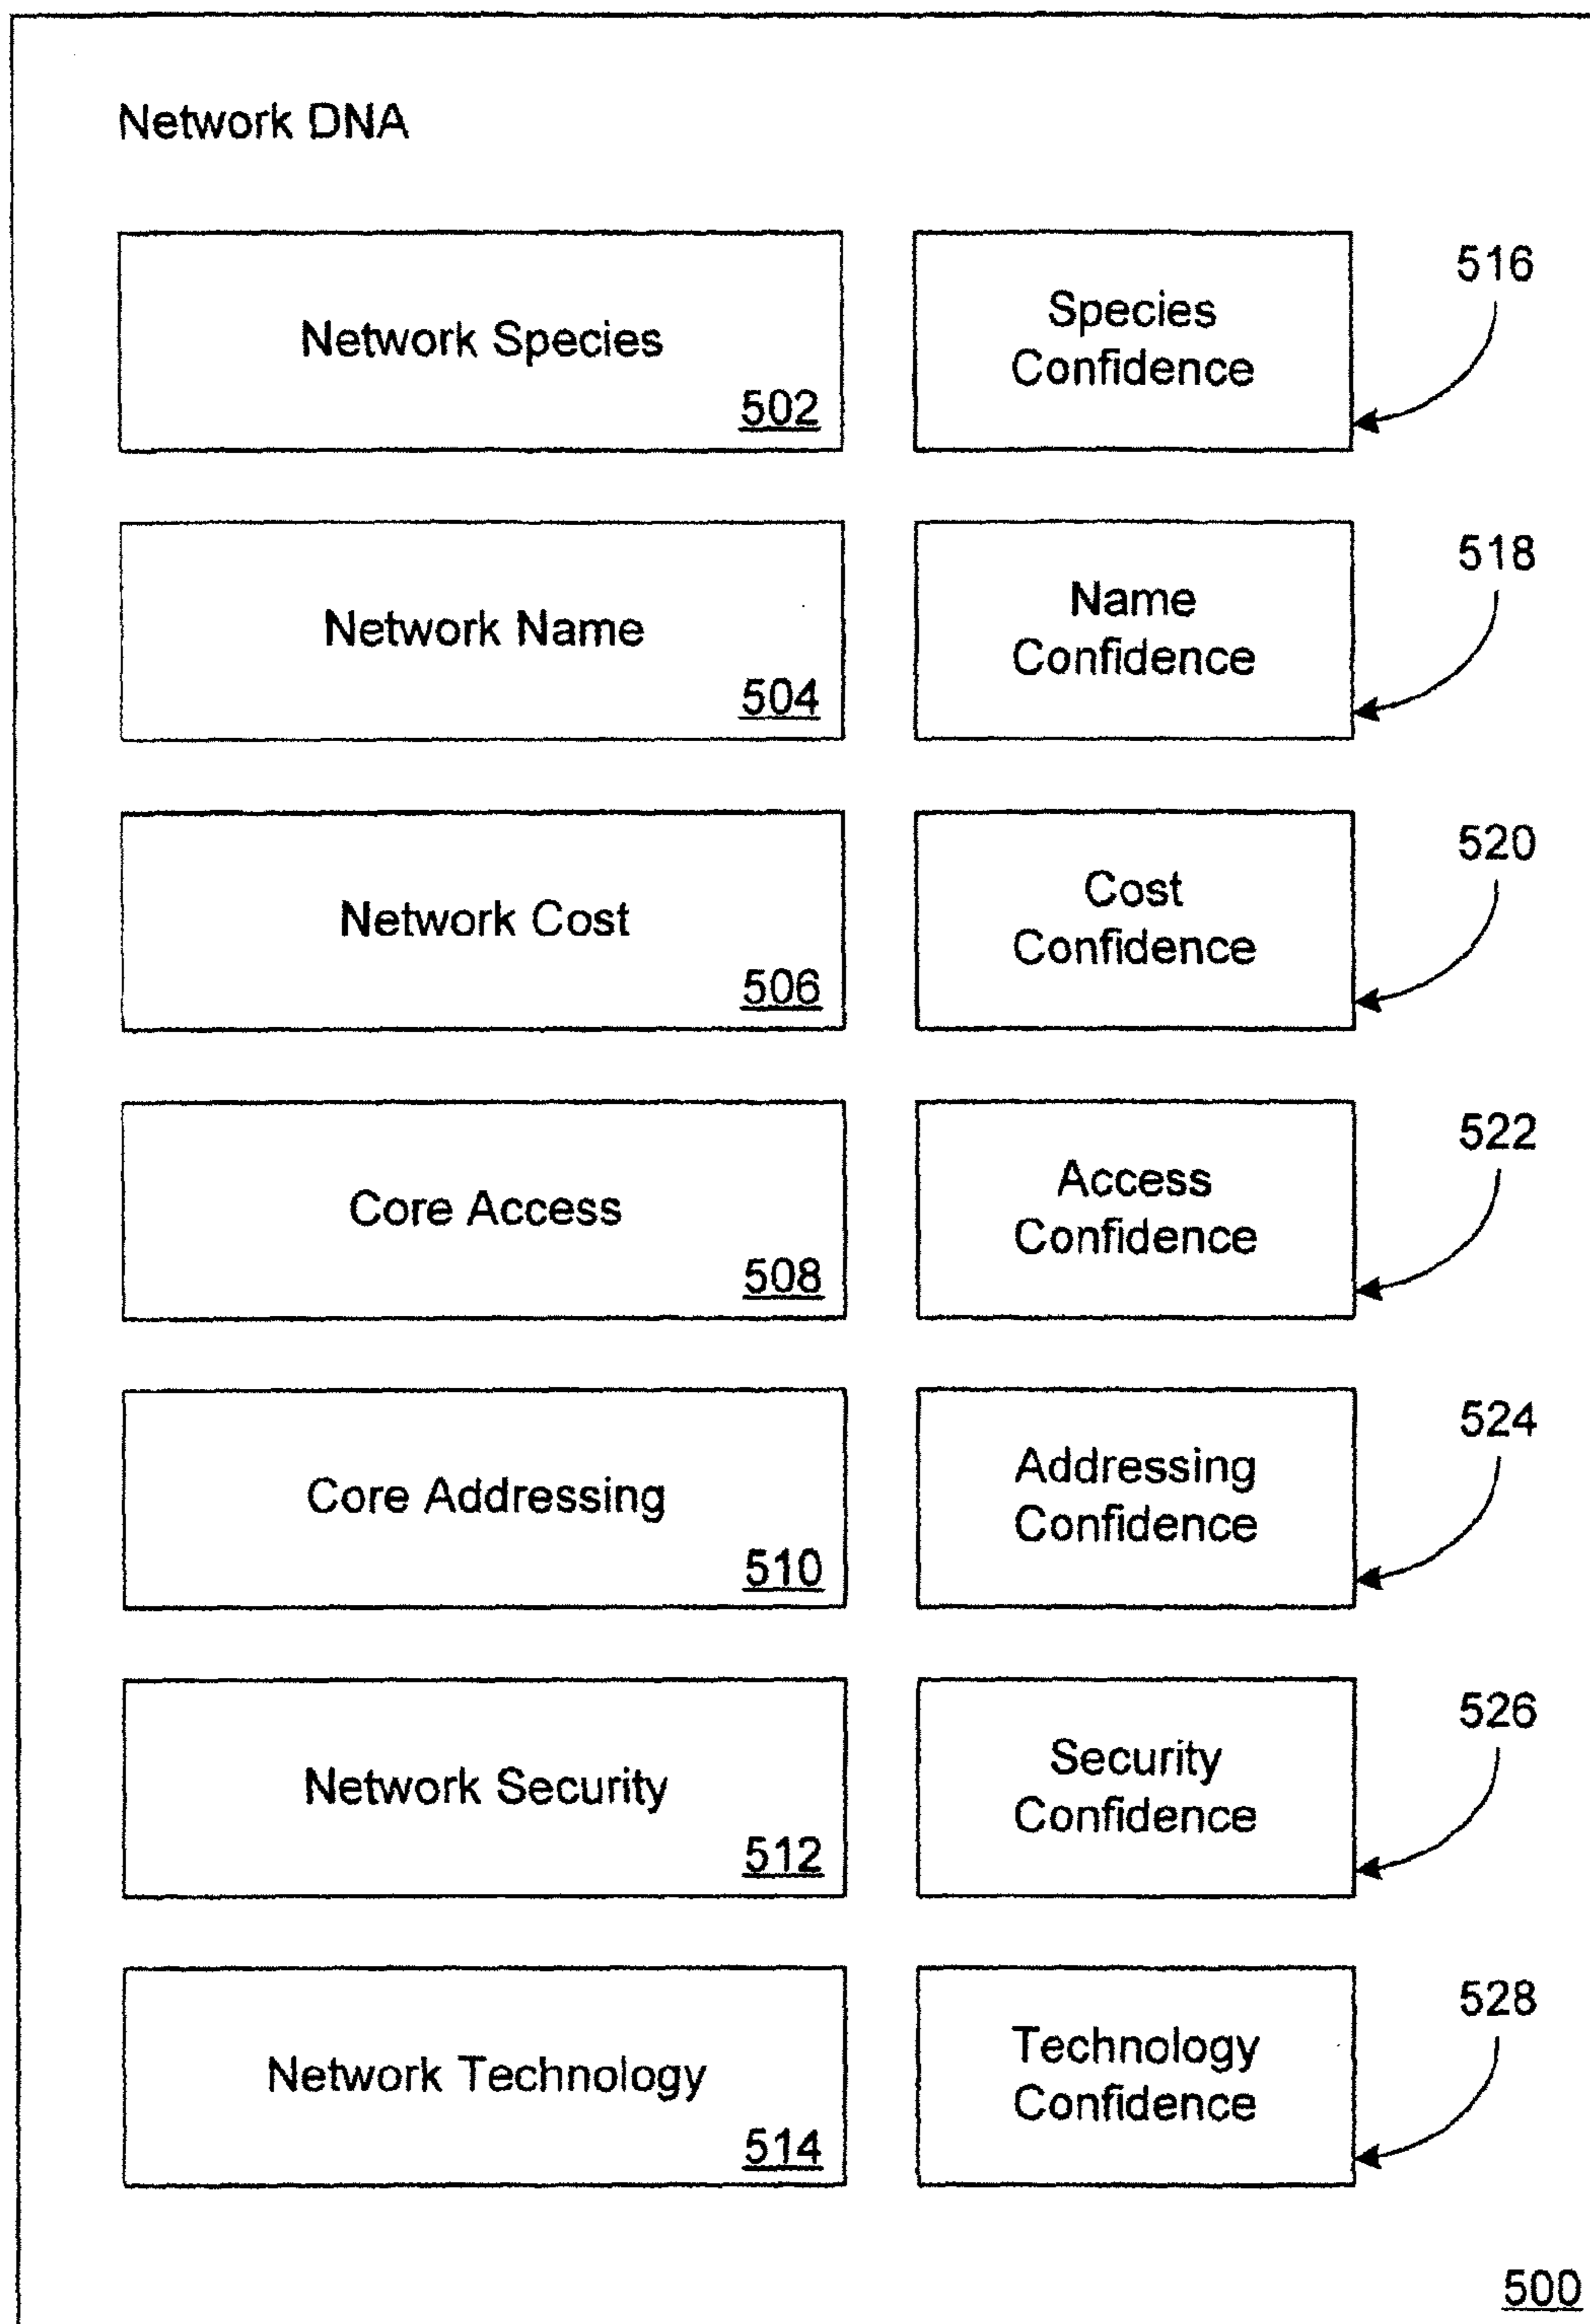 Network DNA
Network Species
502
Species
Confidence
516
Network Name
504
Name
Confidence
518
Network Cost
506
Cost
Confidence
520
Core Access
508
Access
Confidence
522
Core Addressing
510
Addressing
Confidence
524
Network Security
512
Security
Confidence
526
Network Technology
514
Technology
Confidence
528
500